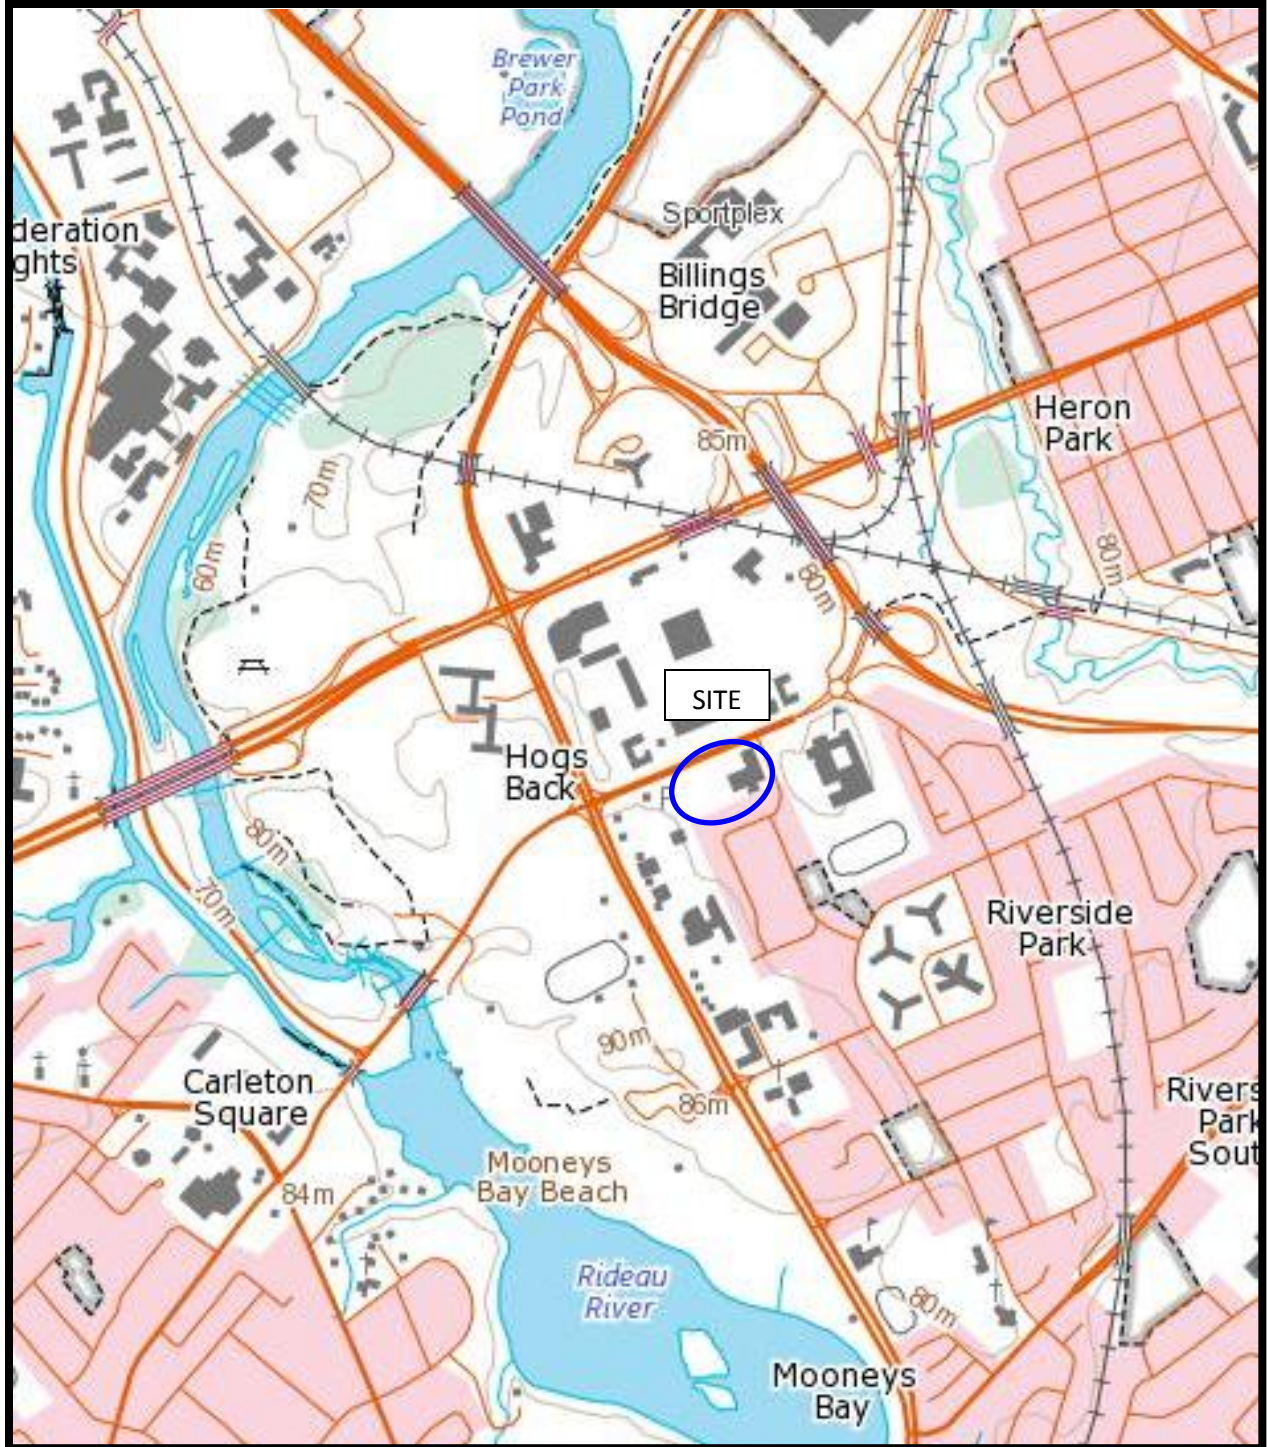 Brewer
Park
Pond
deration
ghts
Sportplex
Billings
Bridge
Heron
Park
85m
70m
60m
80m
80m
SITE
Hogs
Back
P
80m
70m
Riverside
Park
90m
86m
Carleton
Square
Rivers
Park
Sout
Mooneys
Bay Beach
84m
Rideau
River
80m
Mooneys
Bay